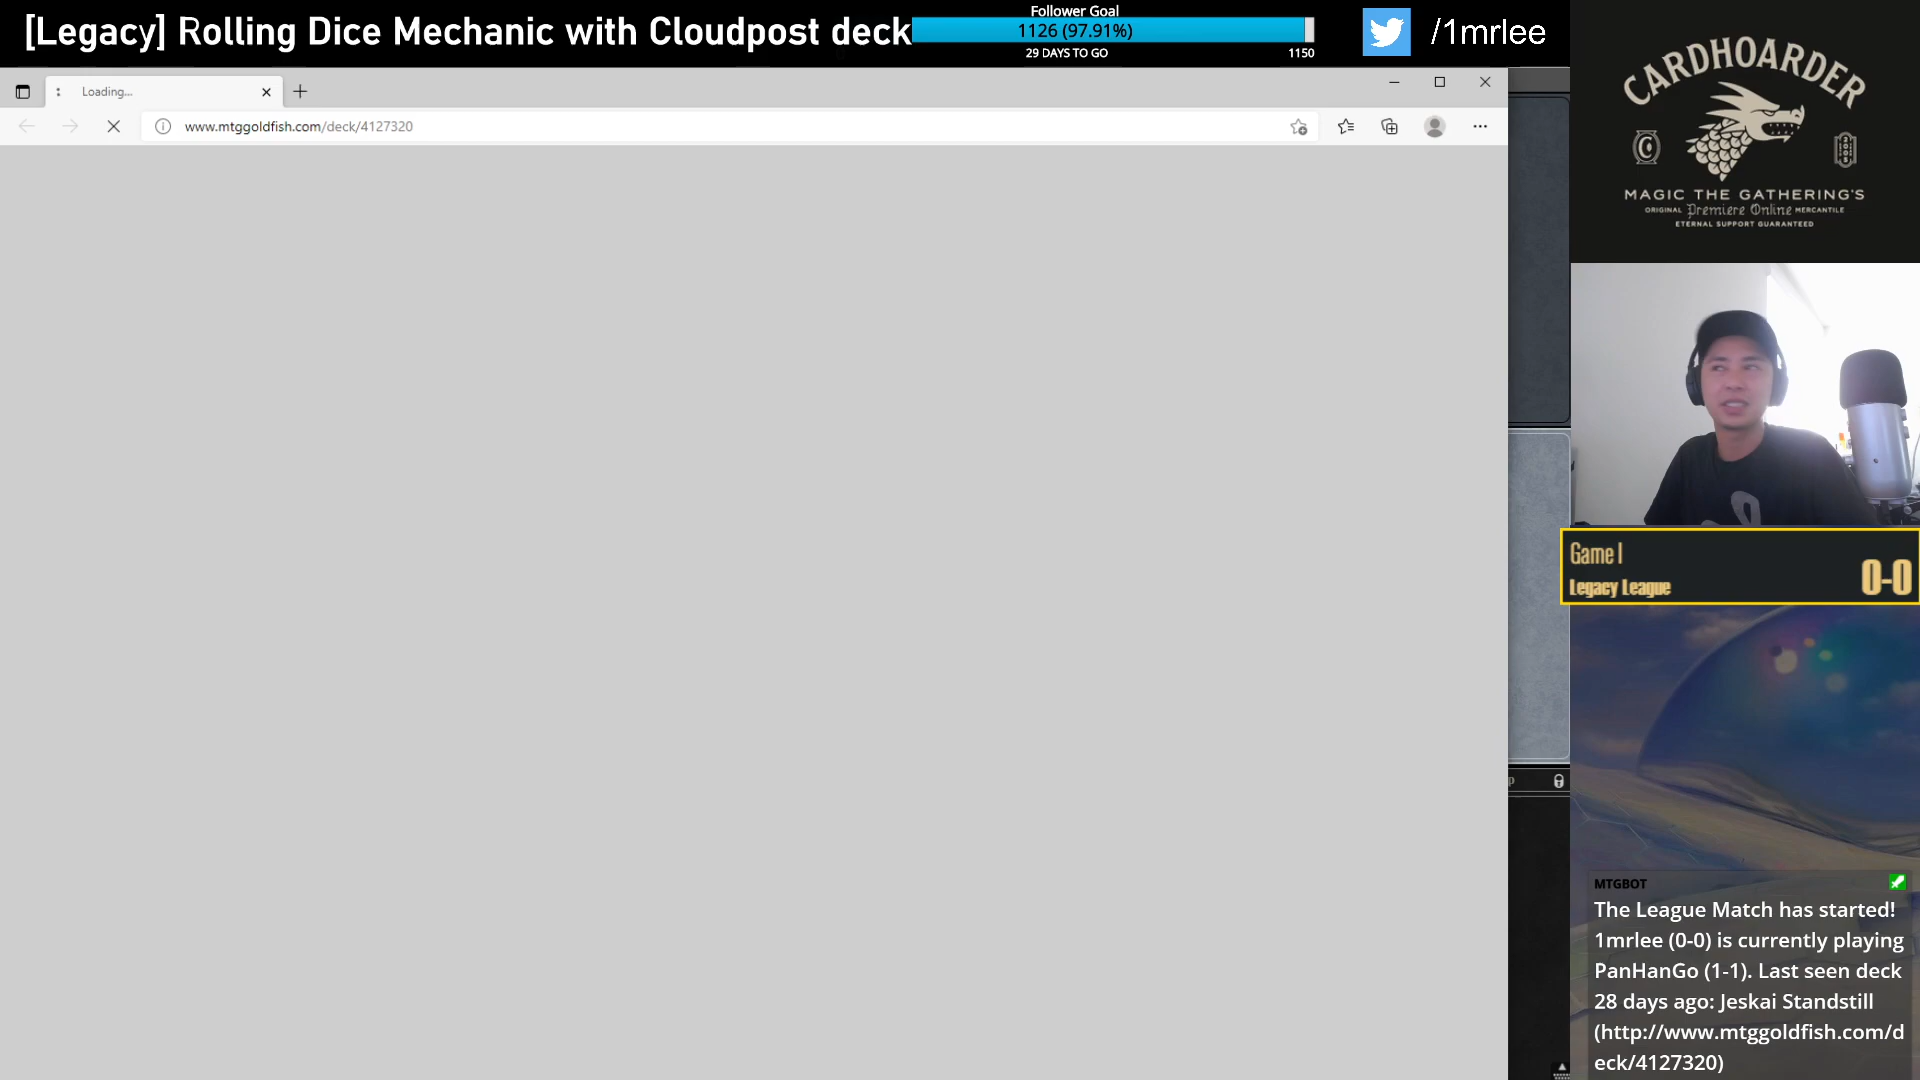 [Legacy] Rolling Dice Mechanic with Cloudpost deck
Follower Goal
1126 (97.91%)
29 DAYS TO GO
1150
/1mrlee
Loading...
www.mtggoldfish.com/deck/4127320
CARDHOARDER
MAGIC THE GATHERING'S
ORIGINAL Premiere Online MERCANTILE
ETERNAL SUPPORT GUARANTEED
Game 1
Legacy League
0-0
MTGBOT
The League Match has started!
1mrlee (0-0) is currently playing
PanHanGo (1-1). Last seen deck
28 days ago: Jeskai Standstill
(http://www.mtggoldfish.com/d
eck/4127320)